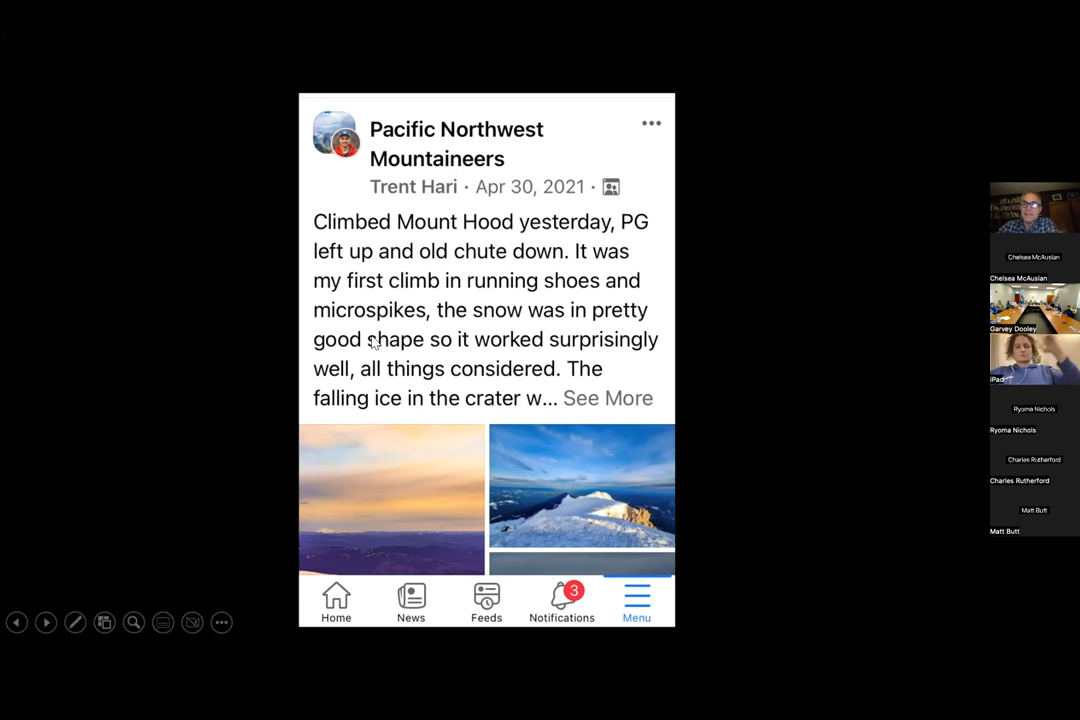 Pacific Northwest
Mountaineers
Trent Hari · Apr 30, 2021 ·
Climbed Mount Hood yesterday, PG
left up and old chute down. It was
my first climb in running shoes and
microspikes, the snow was in pretty
good shape so it worked surprisingly
well, all things considered. The
falling ice in the crater w... See More
3
Home
News
Feeds
Notifications
Menu
Chelsea McAuslan
Chelsea McAuslan
Garvey Dooley
iPad
Ryoma Nichols
Ryoma Nichols
Charles Rutherford
Charles Rutherford
Matt Butt
Matt Butt